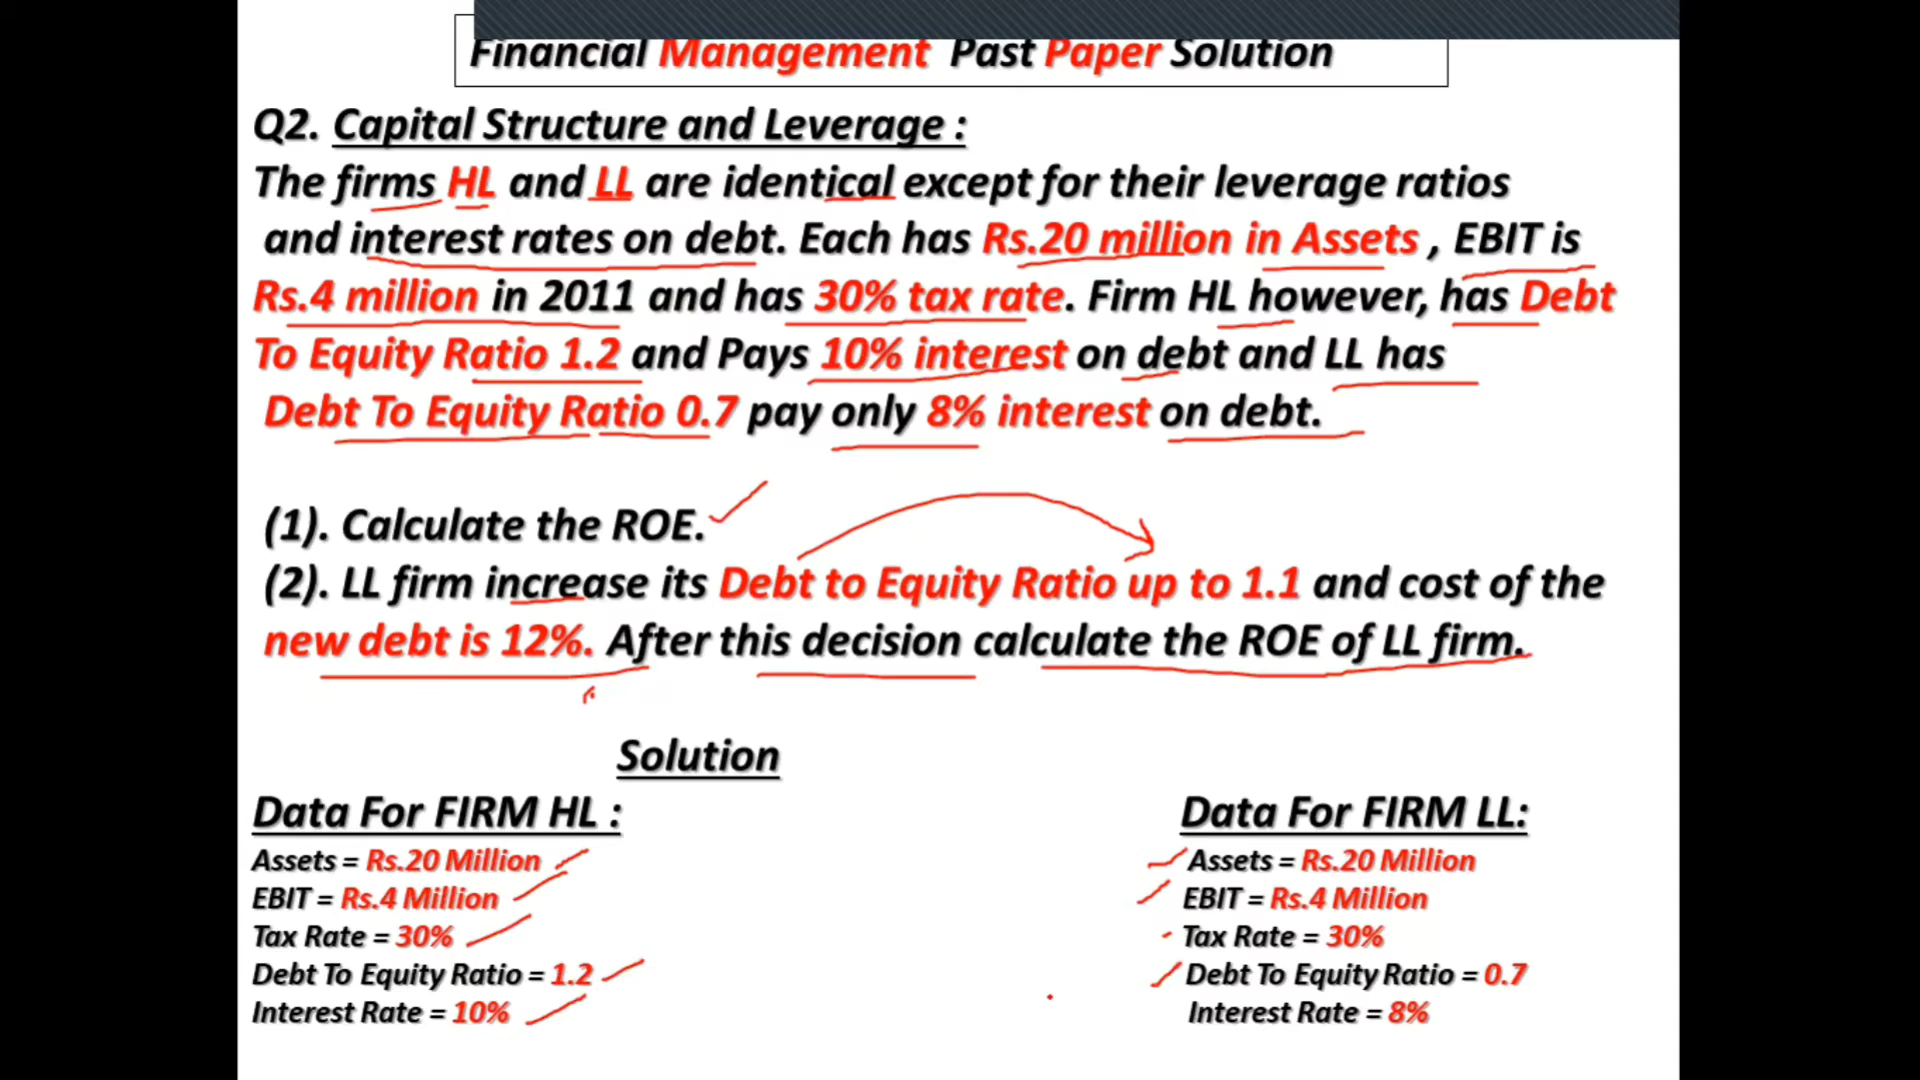 Financial Management Past Paper Solution
Q2. Capital Structure and Leverage :
The firms HL and LL are identical except for their leverage ratios
and interest rates on debt. Each has Rs.20 million in Assets , EBIT is
Rs.4 million in 2011 and has 30% tax rate. Firm HL however, has Debt
To Equity Ratio 1.2 and Pays 10% interest on debt and LL has
Debt To Equity Ratio 0.7 pay only 8% interest on debt.
(1). Calculate the ROE.
(2). LL firm increase its Debt to Equity Ratio up to 1.1 and cost of the
new debt is 12%. After this decision calculate the ROE of LL firm.
Solution
Data For FIRM HL :
Assets = Rs.20 Million
EBIT = Rs.4 Million
Tax Rate = 30%
Debt To Equity Ratio = 1.2
Interest Rate = 10%
Data For FIRM LL:
Assets = Rs.20 Million
EBIT = Rs.4 Million
Tax Rate = 30%
Debt To Equity Ratio = 0.7
Interest Rate = 8%